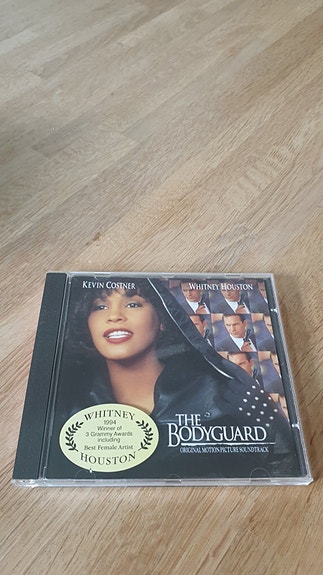 KEVIN COSTNER
WHITNEY HOUSTON
WHITNEY
1994
Winner of
3 Grammy Awards
including
Best Female Artist
HOUSTON
THE
BODYGUARD
ORIGINAL MOTION PICTURE SOUNDTRACK